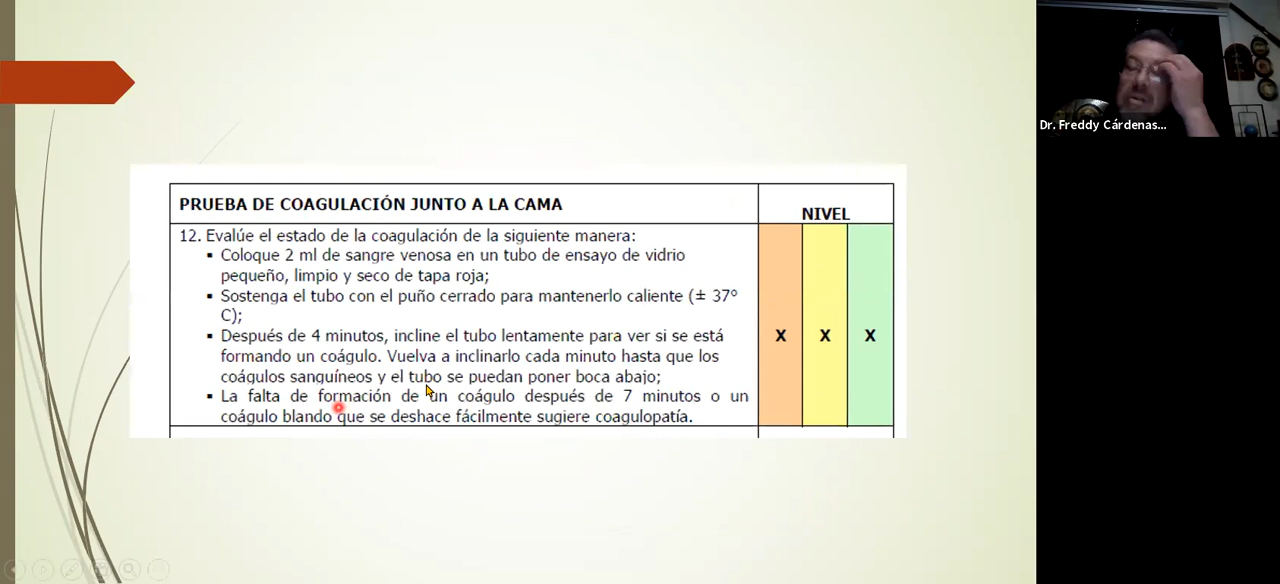 PRUEBA DE COAGULACIÓN JUNTO A LA CAMA
NIVEL
12. Evalúe el estado de la coagulación de la siguiente manera:
▪ Coloque 2 ml de sangre venosa en un tubo de ensayo de vidrio
pequeño, limpio y seco de tapa roja;
▪ Sostenga el tubo con el puño cerrado para mantenerlo caliente (± 37°
C);
▪ Después de 4 minutos, incline el tubo lentamente para ver si se está
formando un coágulo. Vuelva a inclinarlo cada minuto hasta que los
coágulos sanguíneos y el tubo se puedan poner boca abajo;
▪ La falta de formación de un coágulo después de 7 minutos o un
coágulo blando que se deshace fácilmente sugiere coagulopatía.
X X X
Dr. Freddy Cárdenas...